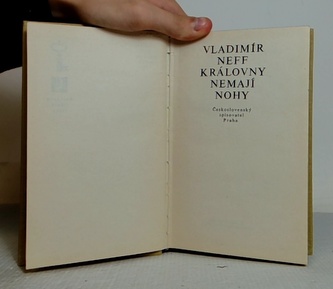 VLADIMÍR
NEFF
KRÁLOVNY
NEMAJÍ
NOHY
Československý
spisovatel
Praha